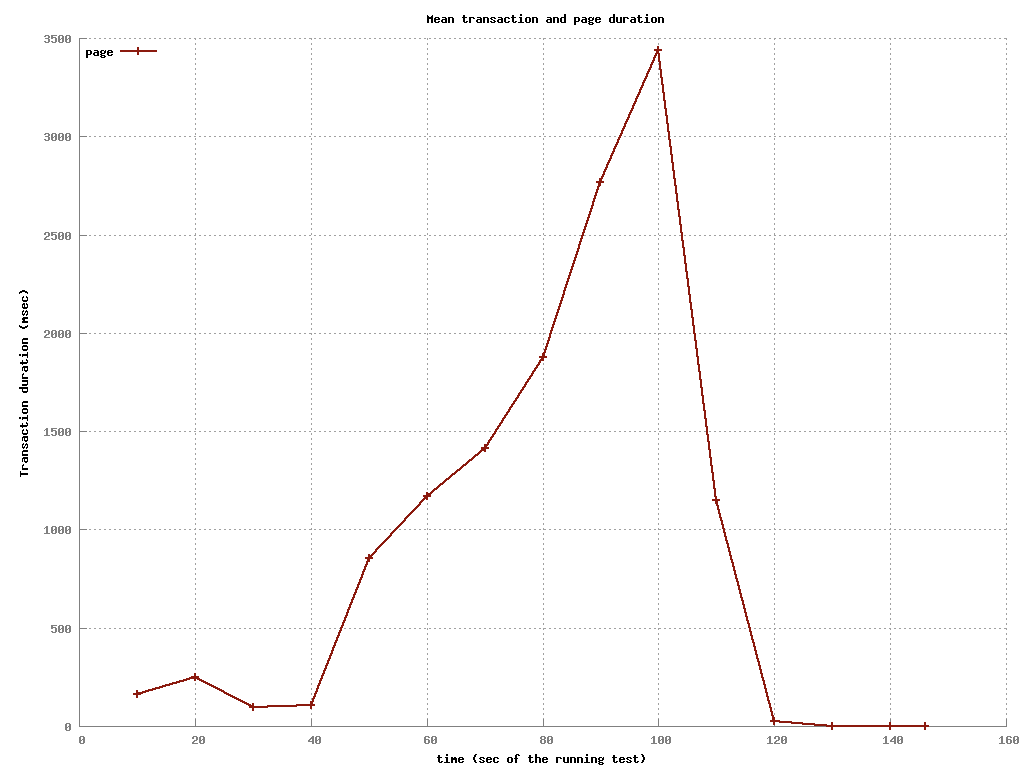 Mean transaction and page duration
page
3500
3000
2500
2000
1500
1000
500
0
Transaction duration (msec)
0 20 40 60 80 100 120 140 160
time (sec of the running test)